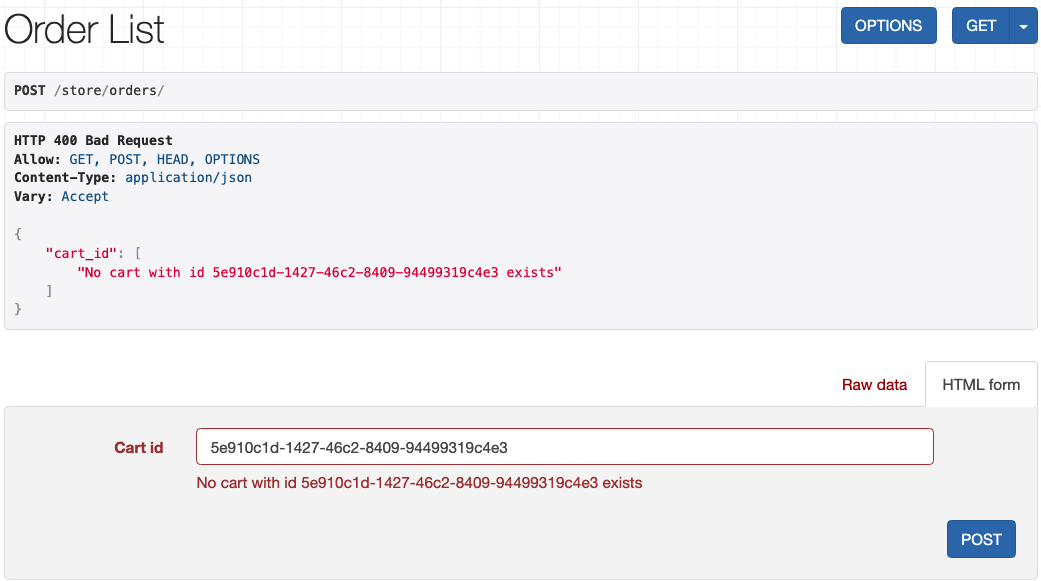 Order List
OPTIONS
GET
POST /store/orders/
HTTP 400 Bad Request
Allow: GET, POST, HEAD, OPTIONS
Content-Type: application/json
Vary: Accept
{
"cart_id": [
"No cart with id 5e910c1d-1427-46c2-8409-94499319c4e3 exists"
]
}
Raw data
HTML form
Cart id
5e910c1d-1427-46c2-8409-94499319c4e3
No cart with id 5e910c1d-1427-46c2-8409-94499319c4e3 exists
POST